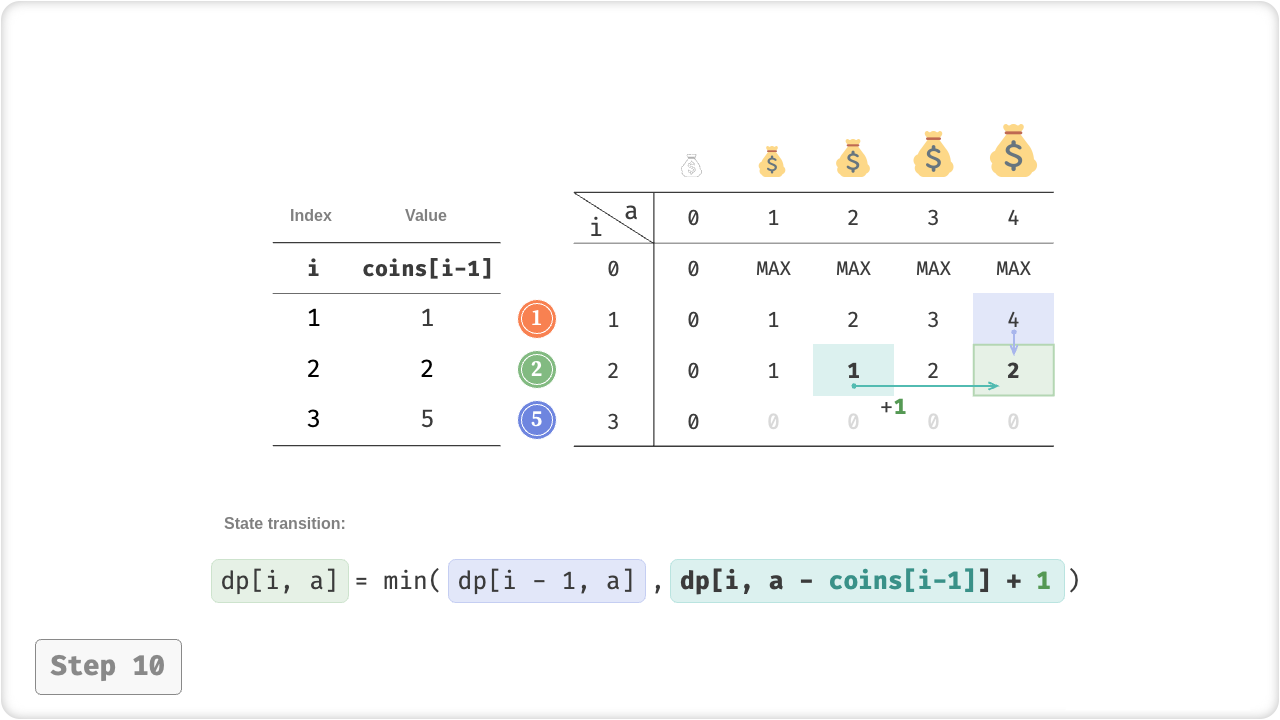 Index Value
i coins[i-1]
1 1
2 2
3 5
1
2
5
$ $ $ $ $
a
i
0 1 2 3 4
0 0 MAX MAX MAX MAX
1 0 1 2 3 4
2 0 1 1 2 2
+1
3 0 0 0 0 0
State transition:
dp[i, a] = min( dp[i - 1, a] , dp[i, a - coins[i-1]] + 1 )
Step 10